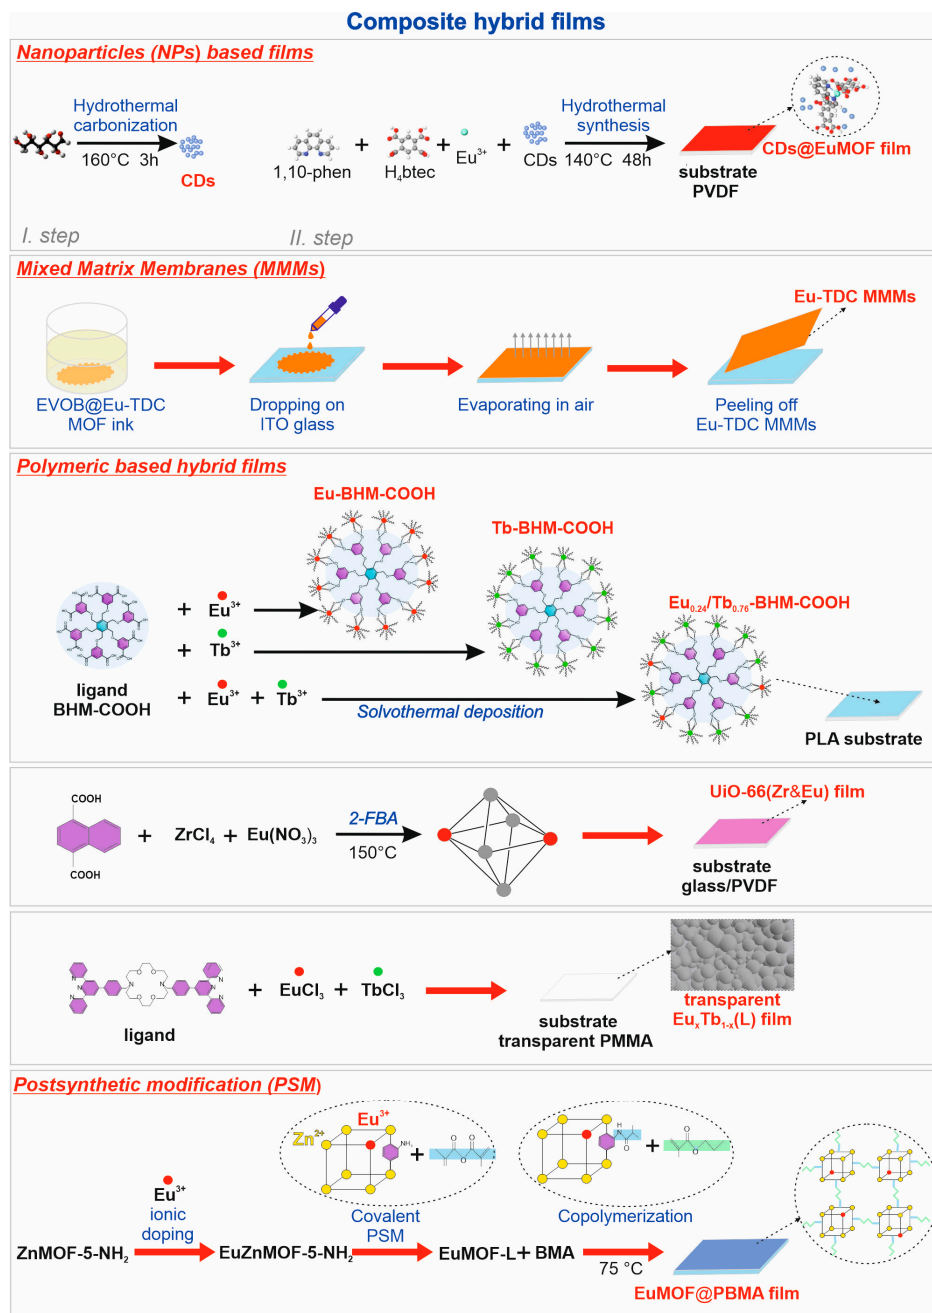 Composite hybrid films
Nanoparticles (NPs) based films
Hydrothermal
carbonization
160°C 3h
CDs
1,10-phen
+
H₄btec
+
Eu³⁺
+
CDs
Hydrothermal
synthesis
140°C 48h
substrate
PVDF
CDs@EuMOF film
I. step
II. step
Mixed Matrix Membranes (MMMs)
EVOB@Eu-TDC
MOF ink
Dropping on
ITO glass
Evaporating in air
Eu-TDC MMMs
Peeling off
Eu-TDC MMMs
Polymeric based hybrid films
Eu-BHM-COOH
Tb-BHM-COOH
Eu₀.₂₄/Tb₀.₇₆-BHM-COOH
ligand
BHM-COOH
+ Eu³⁺
+ Tb³⁺
+ Eu³⁺ + Tb³⁺
Solvothermal deposition
PLA substrate
COOH
COOH
+ ZrCl₄ + Eu(NO₃)₃
2-FBA
150°C
UiO-66(Zr&Eu) film
substrate
glass/PVDF
ligand
+ EuCl₃ + TbCl₃
substrate
transparent PMMA
transparent
EuₓTb₁₋ₓ(L) film
Postsynthetic modification (PSM)
Zn²⁺
Eu³⁺
NH₂
+
O O
O
H
N
O
+
O
O
Eu³⁺
ionic
doping
Covalent
PSM
Copolymerization
ZnMOF-5-NH₂
EuZnMOF-5-NH₂
EuMOF-L+ BMA
75 °C
EuMOF@PBMA film